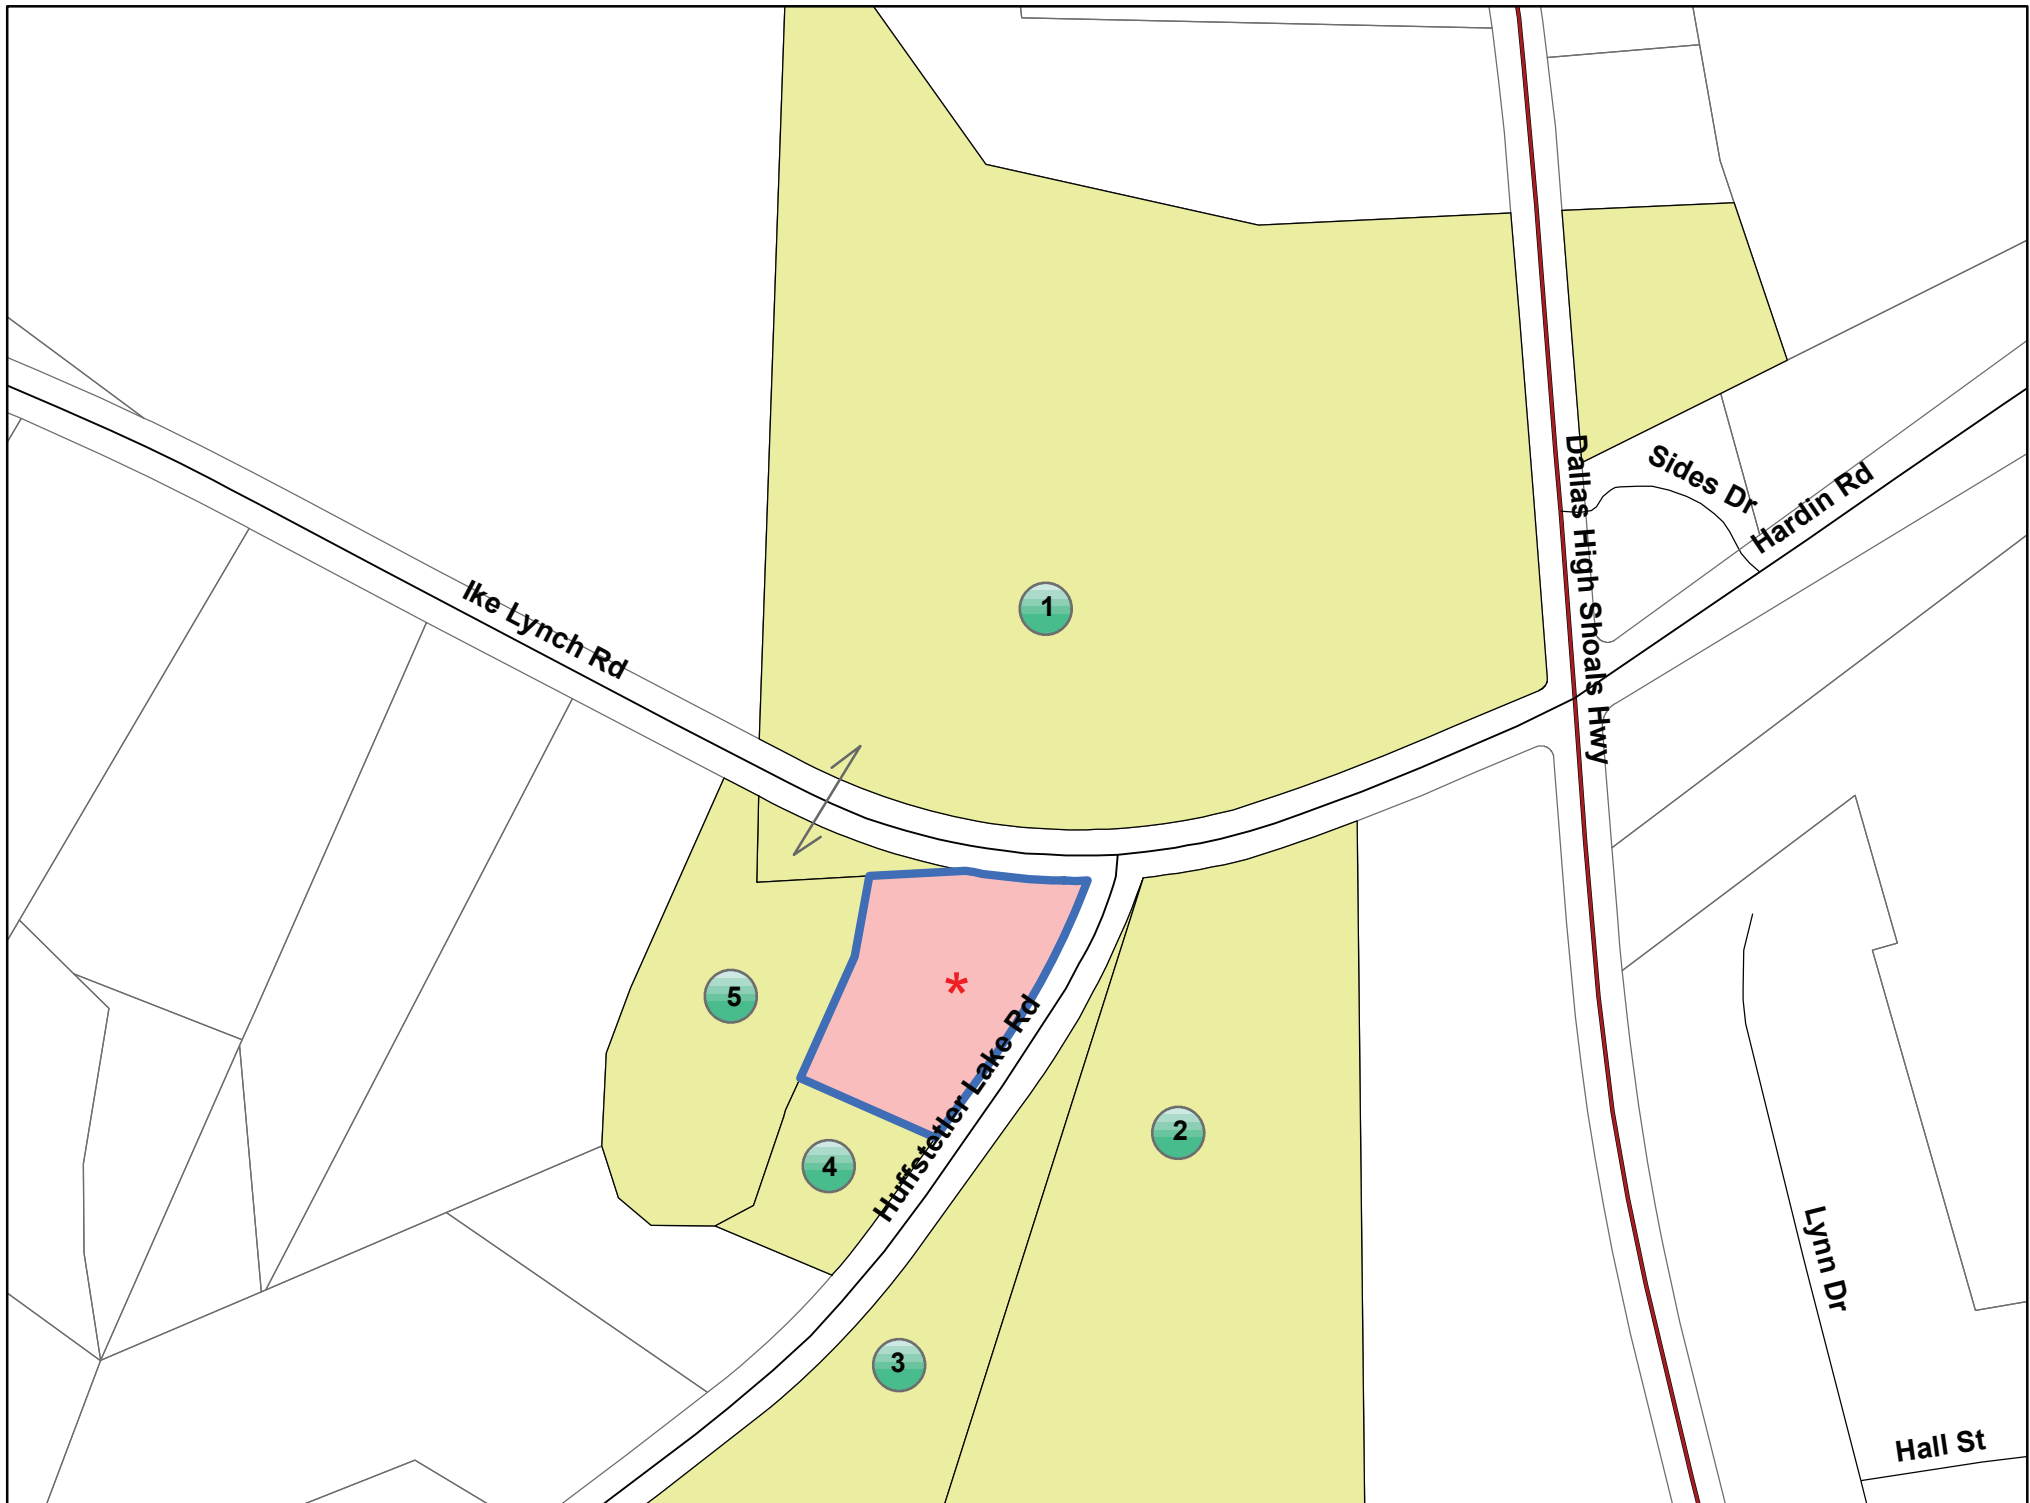 Dallas High Shoals Hwy
Sides Dr
Hardin Rd
Ike Lynch Rd
1
5
*
Huffstetler Lake Rd
2
4
Lynn Dr
3
Hall St